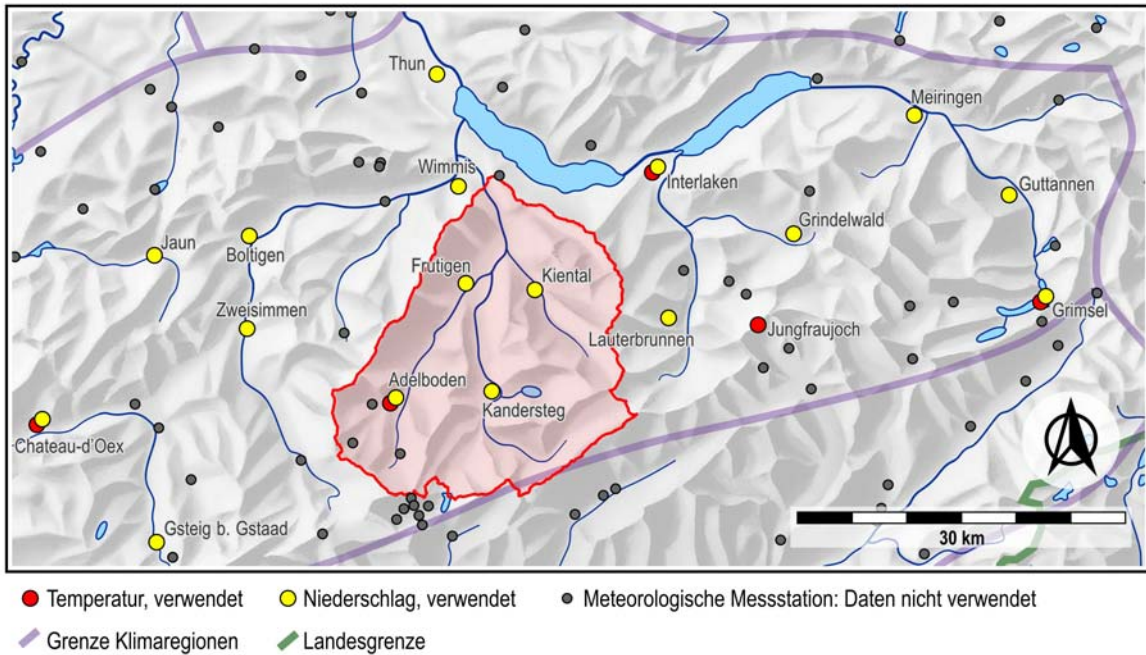 Thun
Meiringen
Wimmis
Interlaken
Guttannen
Jaun
Boltigen
Grindelwald
Frutigen
Kiental
Zweisimmen
Grimsel
Lauterbrunnen
Jungfraujoch
Adelboden
Kandersteg
Chateau-d'Oex
Gsteig b. Gstaad
30 km
Temperatur, verwendet
Niederschlag, verwendet
Meteorologische Messstation: Daten nicht verwendet
Grenze Klimaregionen
Landesgrenze